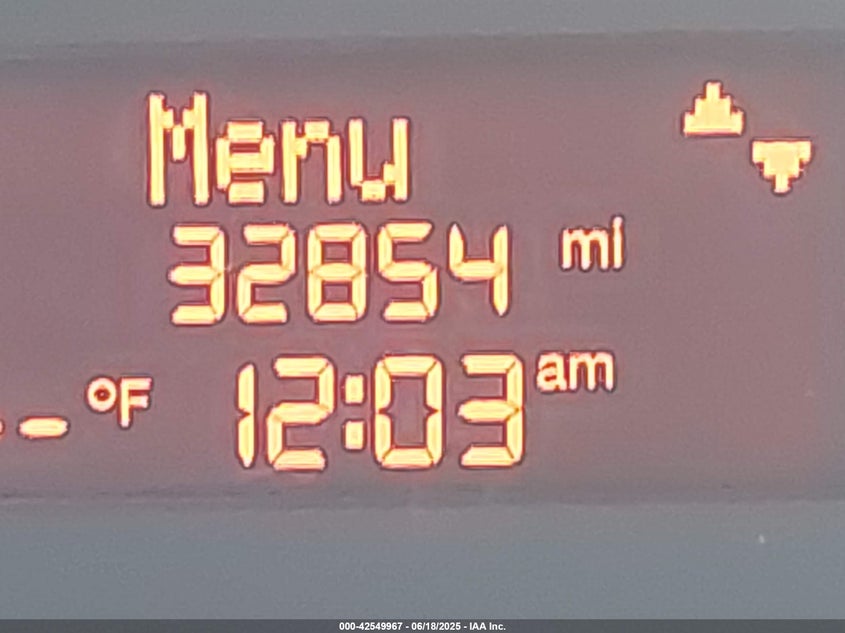 Menu
32854 mi
-- °F 12:03 am
000-42549967 - 06/18/2025 - IAA Inc.